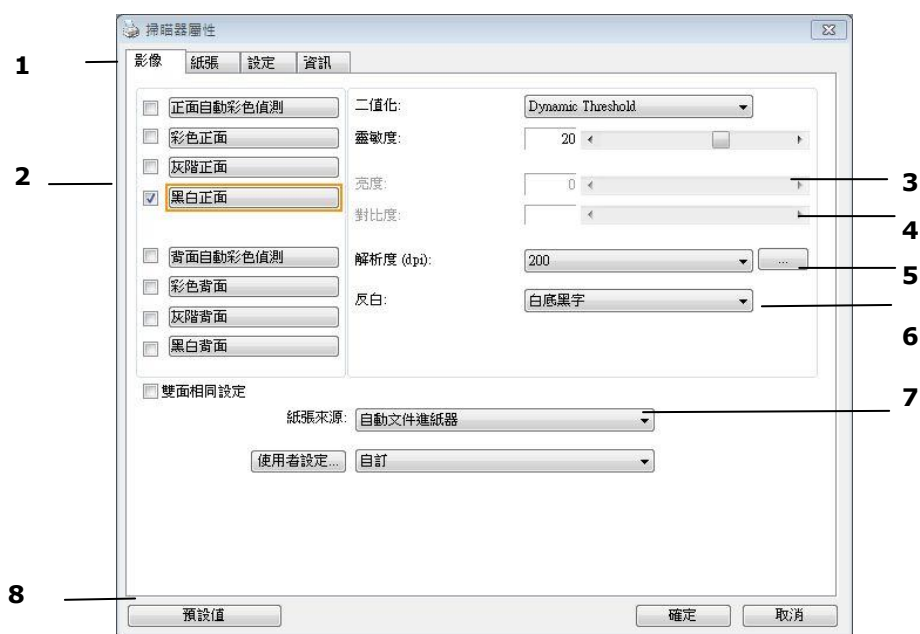 掃瞄器屬性
1
影像 紙張 設定 資訊
正面自動彩色偵測
二值化: Dynamic Threshold
彩色正面
靈敏度: 20
灰階正面
2
亮度: 0
3
黑白正面
對比度:
4
背面自動彩色偵測
解析度 (dpi): 200 ...
5
彩色背面
反白: 白底黑字
灰階背面
6
黑白背面
雙面相同設定
7
紙張來源: 自動文件進紙器
使用者設定... 自訂
8
預設值 確定 取消